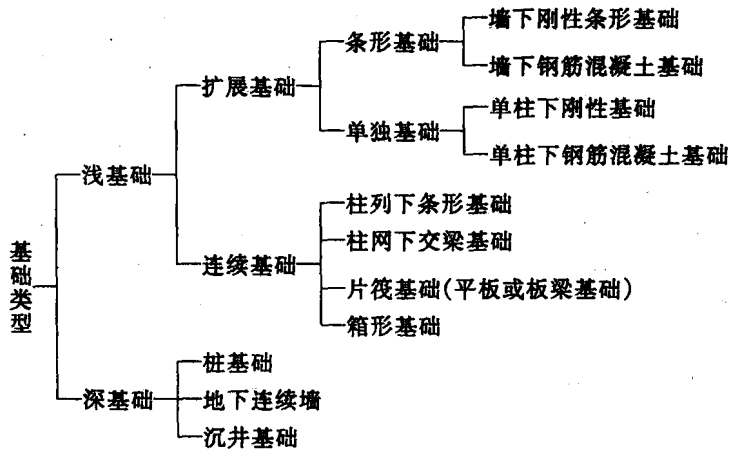 基础类型
浅基础
扩展基础
条形基础
墙下刚性条形基础
墙下钢筋混凝土基础
单独基础
单柱下刚性基础
单柱下钢筋混凝土基础
连续基础
柱列下条形基础
柱网下交梁基础
片筏基础(平板或板梁基础)
箱形基础
深基础
桩基础
地下连续墙
沉井基础